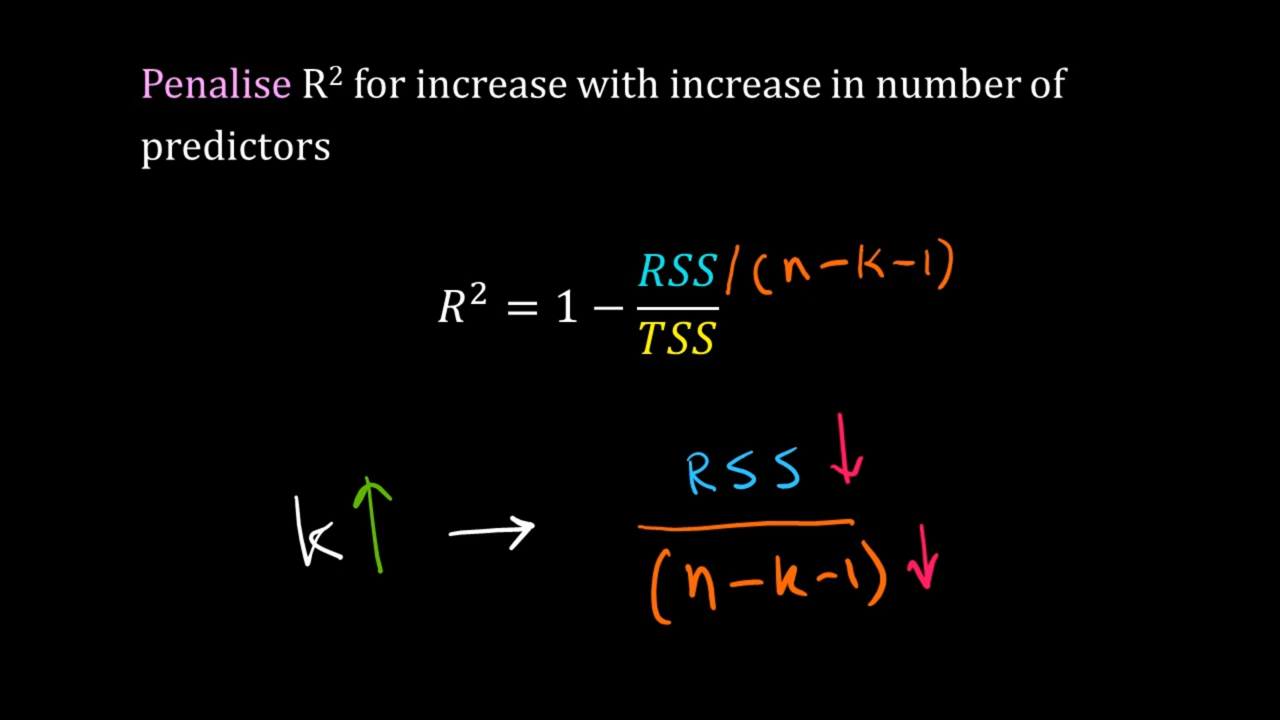 Penalise R² for increase with increase in number of
predictors
R² = 1 − RSS/(n-k-1)
TSS
k↑ → RSS↓
(n-k-1)↓